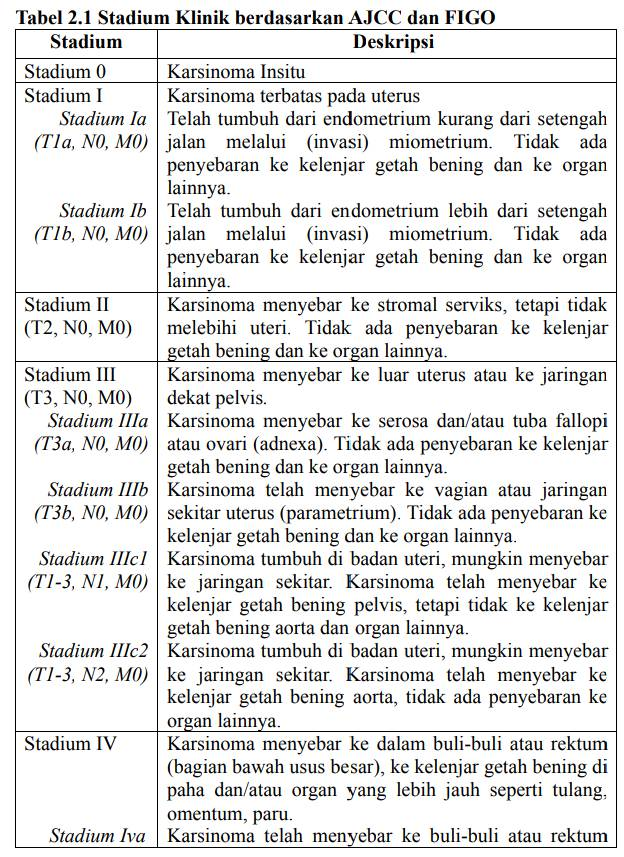 Tabel 2.1 Stadium Klinik berdasarkan AJCC dan FIGO
Stadium Deskripsi
Stadium 0 Karsinoma Insitu
Stadium I Karsinoma terbatas pada uterus
Stadium Ia Telah tumbuh dari endometrium kurang dari setengah
(T1a, N0, M0) jalan melalui (invasi) miometrium. Tidak ada
penyebaran ke kelenjar getah bening dan ke organ
lainnya.
Stadium Ib Telah tumbuh dari endometrium lebih dari setengah
(T1b, N0, M0) jalan melalui (invasi) miometrium. Tidak ada
penyebaran ke kelenjar getah bening dan ke organ
lainnya.
Stadium II Karsinoma menyebar ke stromal serviks, tetapi tidak
(T2, N0, M0) melebihi uteri. Tidak ada penyebaran ke kelenjar
getah bening dan ke organ lainnya.
Stadium III Karsinoma menyebar ke luar uterus atau ke jaringan
(T3, N0, M0) dekat pelvis.
Stadium IIIa Karsinoma menyebar ke serosa dan/atau tuba fallopi
(T3a, N0, M0) atau ovari (adnexa). Tidak ada penyebaran ke kelenjar
getah bening dan ke organ lainnya.
Stadium IIIb Karsinoma telah menyebar ke vagian atau jaringan
(T3b, N0, M0) sekitar uterus (parametrium). Tidak ada penyebaran ke
kelenjar getah bening dan ke organ lainnya.
Stadium IIIc1 Karsinoma tumbuh di badan uteri, mungkin menyebar
(T1-3, N1, M0) ke jaringan sekitar. Karsinoma telah menyebar ke
kelenjar getah bening pelvis, tetapi tidak ke kelenjar
getah bening aorta dan organ lainnya.
Stadium IIIc2 Karsinoma tumbuh di badan uteri, mungkin menyebar
(T1-3, N2, M0) ke jaringan sekitar. Karsinoma telah menyebar ke
kelenjar getah bening aorta, tidak ada penyebaran ke
organ lainnya.
Stadium IV Karsinoma menyebar ke dalam buli-buli atau rektum
(bagian bawah usus besar), ke kelenjar getah bening di
paha dan/atau organ yang lebih jauh seperti tulang,
omentum, paru.
Stadium Iva Karsinoma telah menyebar ke buli-buli atau rektum